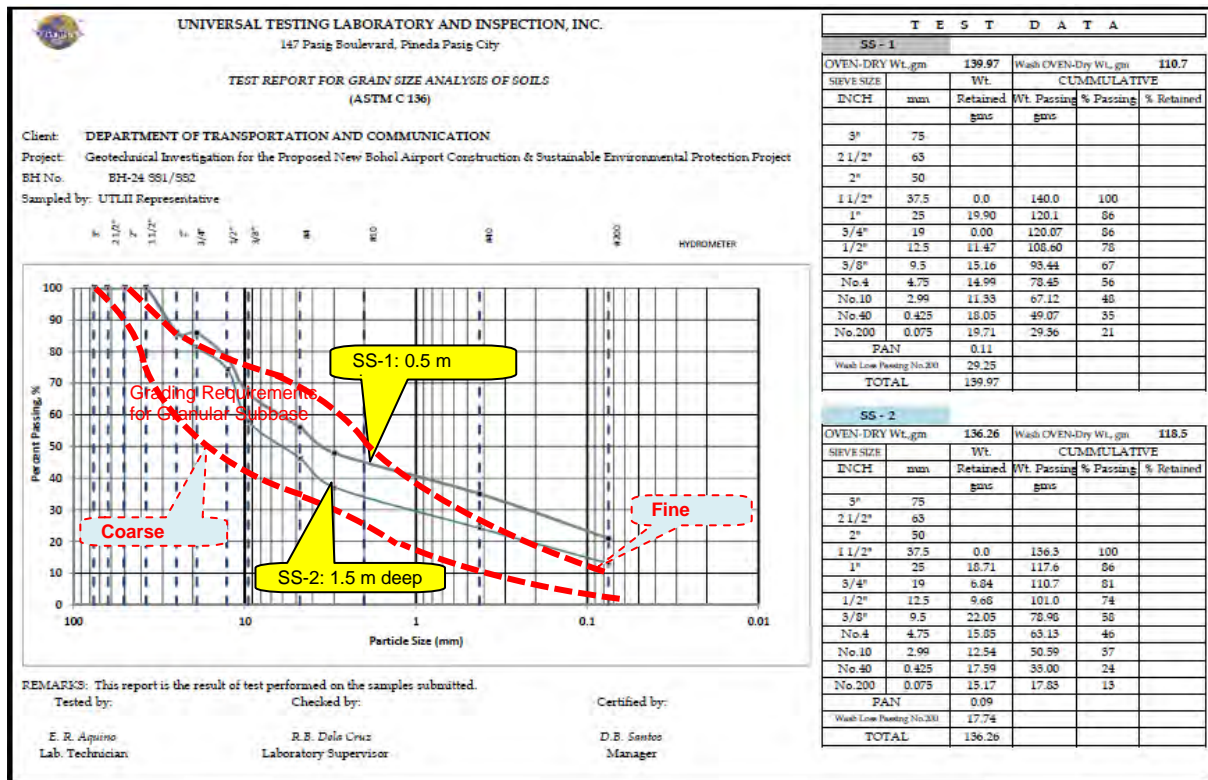 UNIVERSAL TESTING LABORATORY AND INSPECTION, INC.
147 Pasig Boulevard, Pineda Pasig City
TEST REPORT FOR GRAIN SIZE ANALYSIS OF SOILS
(ASTM C 136)
Client: DEPARTMENT OF TRANSPORTATION AND COMMUNICATION
Project: Geotechnical Investigation for the Proposed New Bohol Airport Construction & Sustainable Environmental Protection Project
BH No. BH-24 SS1/SS2
Sampled by: UTLII Representative
3" 2 1/2" 2" 1 1/2" 1" 3/4" 1/2" 3/8" #4 #10 #40 #200 HYDROMETER
Percent Passing, %
100
90
80
70
60
50
40
30
20
10
0
SS-1: 0.5 m
Grading Requirements
for Granular Subbase
Coarse
Fine
SS-2: 1.5 m deep
100 10 1 0.1 0.01
Particle Size (mm)
REMARKS: This report is the result of test performed on the samples submitted.
Tested by: Checked by: Certified by:
E. R. Aquino R.B. Dela Cruz D.B. Santos
Lab. Technician Laboratory Supervisor Manager
T E S T D A T A
SS - 1
OVEN-DRY Wt.,gm 139.97 Wash OVEN-Dry Wt., gm 110.7
SIEVE SIZE Wt. CUMMULATIVE
INCH mm Retained Wt. Passing % Passing % Retained
gms gms
3" 75
2 1/2" 63
2" 50
1 1/2" 37.5 0.0 140.0 100
1" 25 19.90 120.1 86
3/4" 19 0.00 120.07 86
1/2" 12.5 11.47 108.60 78
3/8" 9.5 15.16 93.44 67
No.4 4.75 14.99 78.45 56
No.10 2.99 11.33 67.12 48
No.40 0.425 18.05 49.07 35
No.200 0.075 19.71 29.36 21
PAN 0.11
Wash Loss Passing No.200 29.25
TOTAL 139.97
SS - 2
OVEN-DRY Wt.,gm 136.26 Wash OVEN-Dry Wt., gm 118.5
SIEVE SIZE Wt. CUMMULATIVE
INCH mm Retained Wt. Passing % Passing % Retained
gms gms
3" 75
2 1/2" 63
2" 50
1 1/2" 37.5 0.0 136.3 100
1" 25 18.71 117.6 86
3/4" 19 6.84 110.7 81
1/2" 12.5 9.68 101.0 74
3/8" 9.5 22.05 78.98 58
No.4 4.75 15.85 63.13 46
No.10 2.99 12.54 50.59 37
No.40 0.425 17.59 33.00 24
No.200 0.075 15.17 17.83 13
PAN 0.09
Wash Loss Passing No.200 17.74
TOTAL 136.26